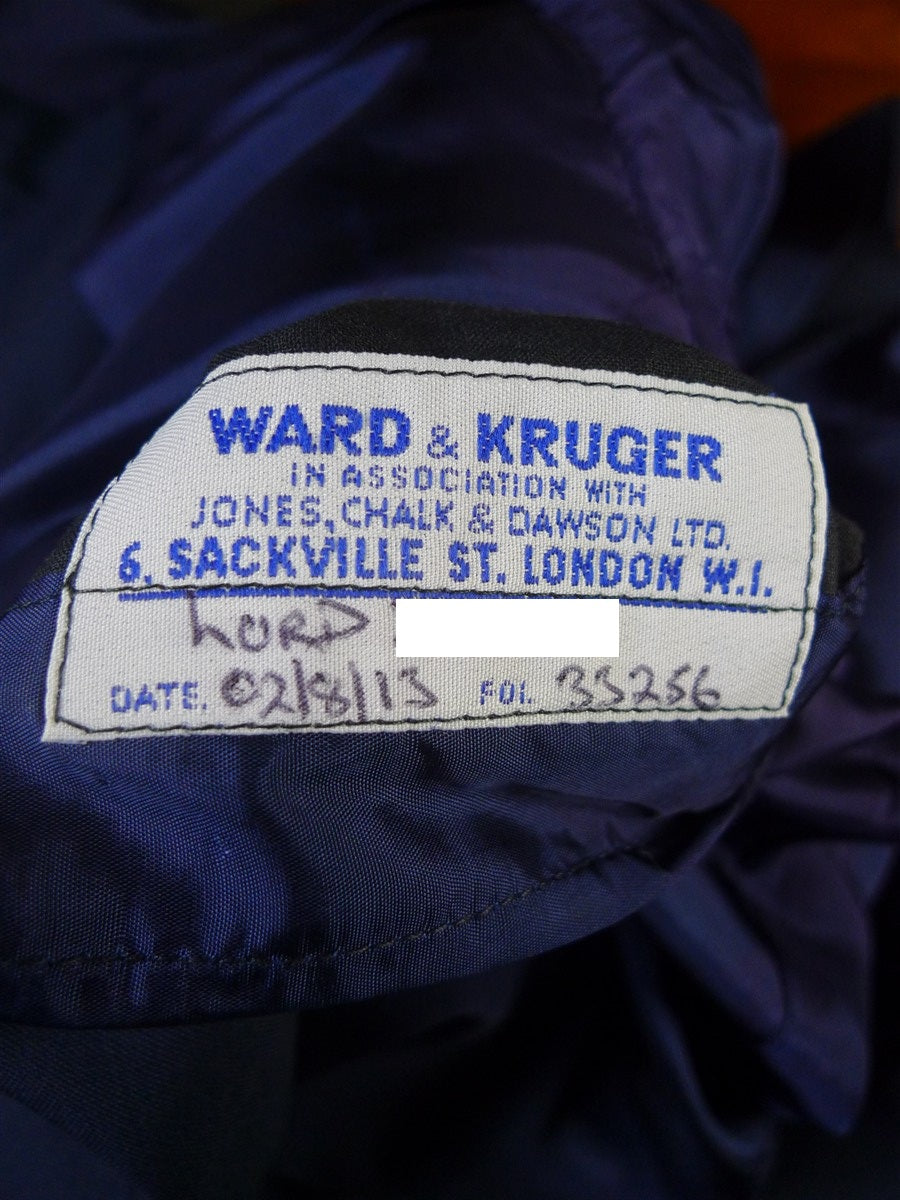 WARD & KRUGER
IN ASSOCIATION WITH
JONES, CHALK & DAWSON LTD.
6, SACKVILLE ST. LONDON W.I.
LORD
DATE. 02/8/13 FOL. 33256